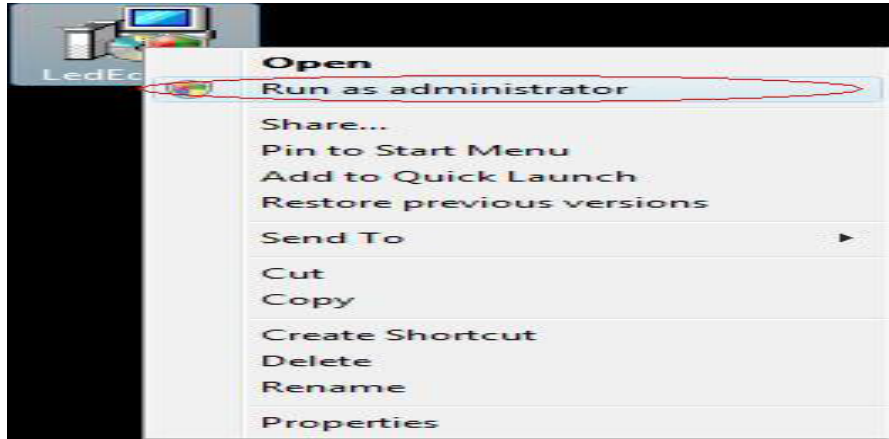 LedEc
Open
Run as administrator
Share...
Pin to Start Menu
Add to Quick Launch
Restore previous versions
Send To
Cut
Copy
Create Shortcut
Delete
Rename
Properties